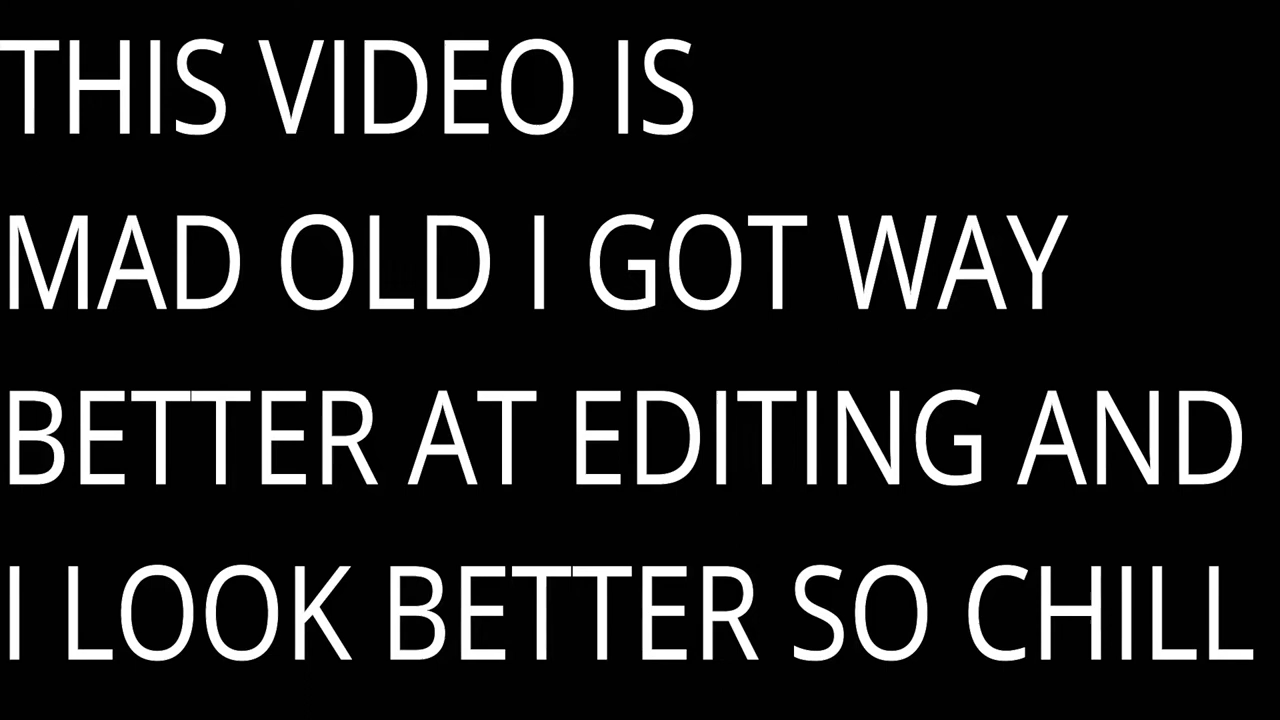 THIS VIDEO IS
MAD OLD I GOT WAY
BETTER AT EDITING AND
I LOOK BETTER SO CHILL